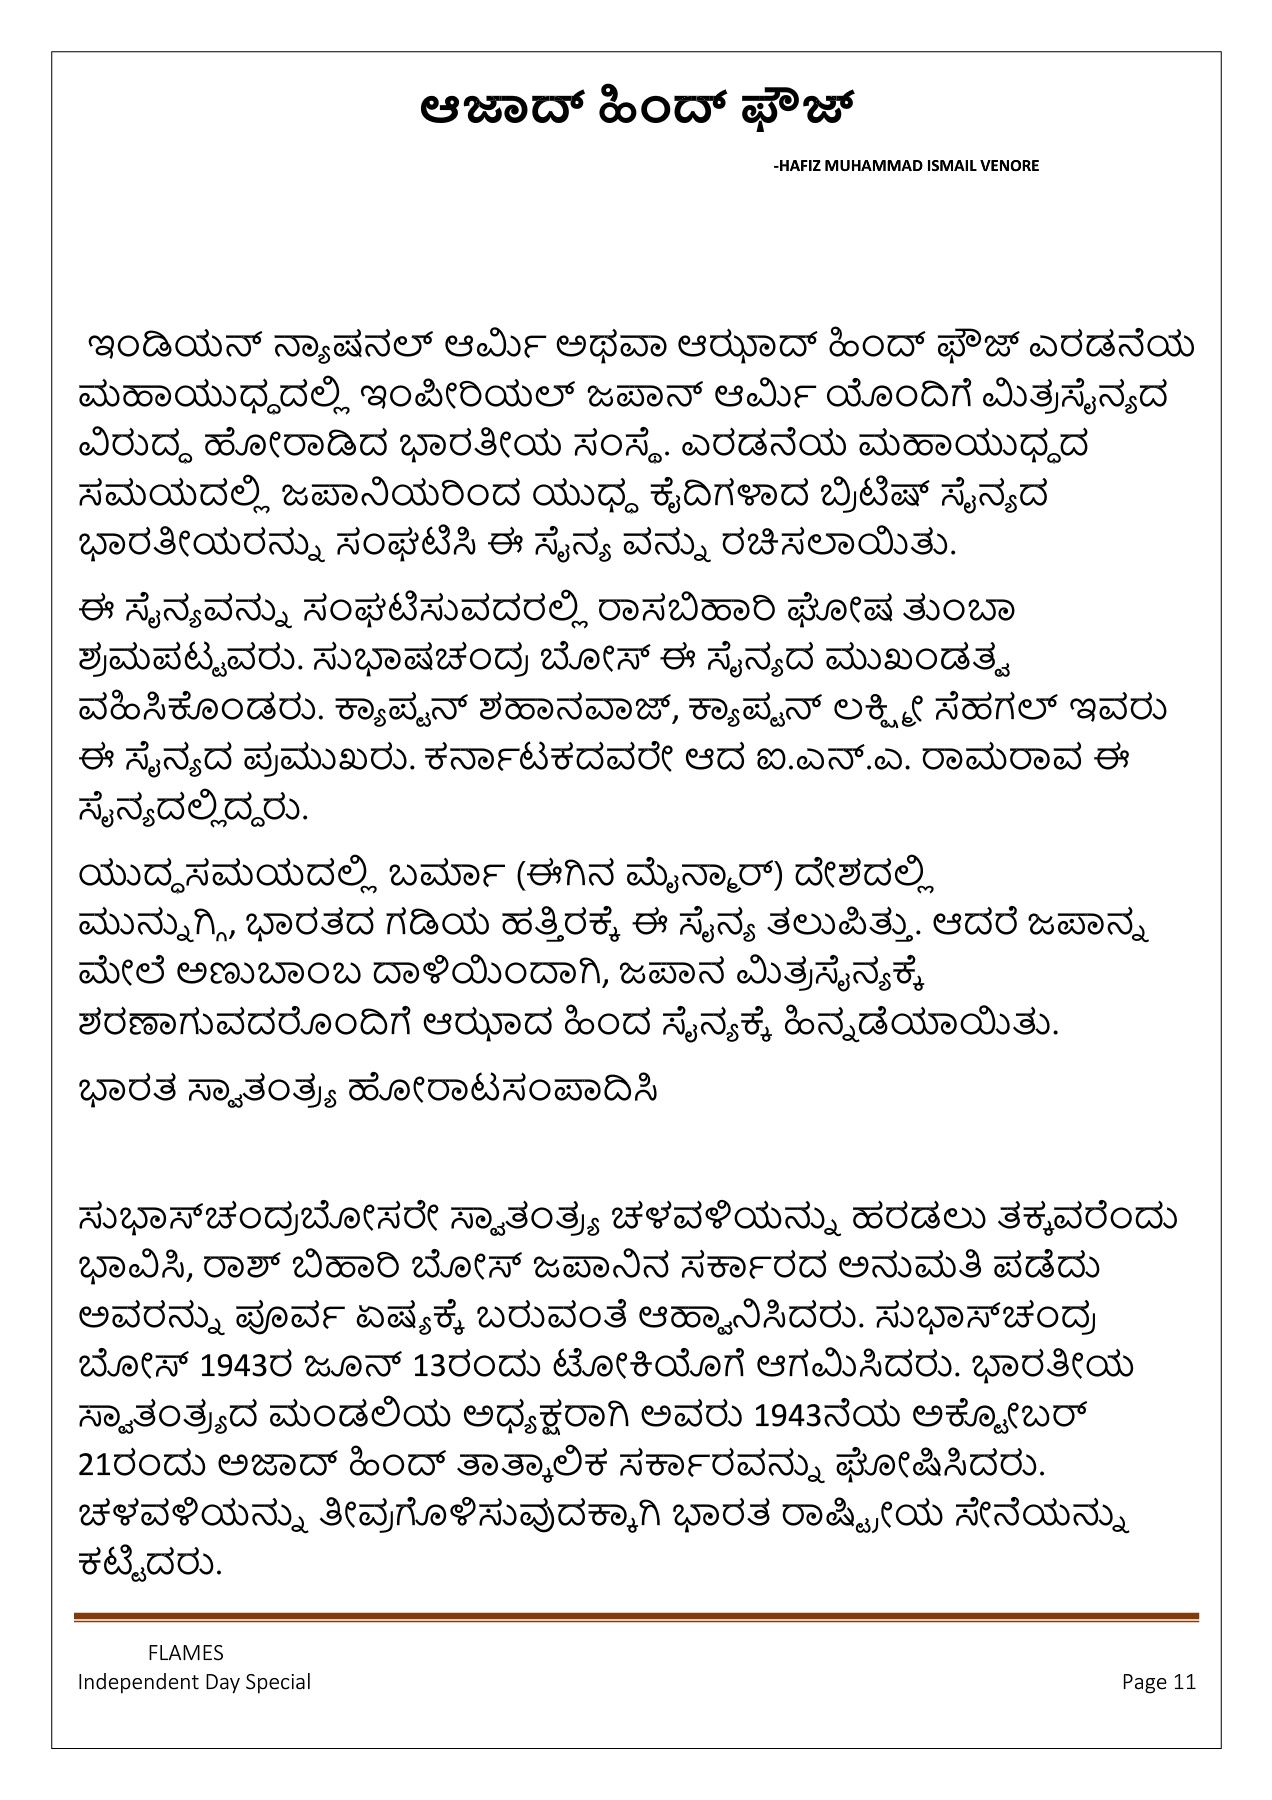 ಆಜಾದ್ ಹಿಂದ್ ಫೌಜ್
-HAFIZ MUHAMMAD ISMAIL VENORE
ಇಂಡಿಯನ್ ನ್ಯಾಷನಲ್ ಆರ್ಮಿ ಅಥವಾ ಆಝಾದ್ ಹಿಂದ್ ಫೌಜ್ ಎರಡನೆಯ
ಮಹಾಯುಧ್ಧದಲ್ಲಿ ಇಂಪೀರಿಯಲ್ ಜಪಾನ್ ಆರ್ಮಿ ಯೊಂದಿಗೆ ಮಿತ್ರಸೈನ್ಯದ
ವಿರುದ್ಧ ಹೋರಾಡಿದ ಭಾರತೀಯ ಸಂಸ್ಥೆ. ಎರಡನೆಯ ಮಹಾಯುಧ್ಧದ
ಸಮಯದಲ್ಲಿ ಜಪಾನಿಯರಿಂದ ಯುಧ್ಧ ಕೈದಿಗಳಾದ ಬ್ರಿಟಿಷ್ ಸೈನ್ಯದ
ಭಾರತೀಯರನ್ನು ಸಂಘಟಿಸಿ ಈ ಸೈನ್ಯ ವನ್ನು ರಚಿಸಲಾಯಿತು.
ಈ ಸೈನ್ಯವನ್ನು ಸಂಘಟಿಸುವದರಲ್ಲಿ ರಾಸಬಿಹಾರಿ ಘೋಷ ತುಂಬಾ
ಶ್ರಮಪಟ್ಟವರು. ಸುಭಾಷಚಂದ್ರ ಬೋಸ್ ಈ ಸೈನ್ಯದ ಮುಖಂಡತ್ವ
ವಹಿಸಿಕೊಂಡರು. ಕ್ಯಾಪ್ಟನ್ ಶಹಾನವಾಜ್, ಕ್ಯಾಪ್ಟನ್ ಲಕ್ಷ್ಮೀ ಸೆಹಗಲ್ ಇವರು
ಈ ಸೈನ್ಯದ ಪ್ರಮುಖರು. ಕರ್ನಾಟಕದವರೇ ಆದ ಐ.ಎನ್.ಎ. ರಾಮರಾವ ಈ
ಸೈನ್ಯದಲ್ಲಿದ್ದರು.
ಯುದ್ಧಸಮಯದಲ್ಲಿ ಬರ್ಮಾ (ಈಗಿನ ಮೈನ್ಮಾರ್) ದೇಶದಲ್ಲಿ
ಮುನ್ನುಗ್ಗಿ, ಭಾರತದ ಗಡಿಯ ಹತ್ತಿರಕ್ಕೆ ಈ ಸೈನ್ಯ ತಲುಪಿತ್ತು. ಆದರೆ ಜಪಾನ್ನ
ಮೇಲೆ ಅಣುಬಾಂಬ ದಾಳಿಯಿಂದಾಗಿ, ಜಪಾನ ಮಿತ್ರಸೈನ್ಯಕ್ಕೆ
ಶರಣಾಗುವದರೊಂದಿಗೆ ಆಝಾದ ಹಿಂದ ಸೈನ್ಯಕ್ಕೆ ಹಿನ್ನಡೆಯಾಯಿತು.
ಭಾರತ ಸ್ವಾತಂತ್ರ್ಯ ಹೋರಾಟಸಂಪಾದಿಸಿ
ಸುಭಾಸ್‌ಚಂದ್ರಬೋಸರೇ ಸ್ವಾತಂತ್ರ್ಯ ಚಳವಳಿಯನ್ನು ಹರಡಲು ತಕ್ಕವರೆಂದು
ಭಾವಿಸಿ, ರಾಶ್ ಬಿಹಾರಿ ಬೋಸ್ ಜಪಾನಿನ ಸರ್ಕಾರದ ಅನುಮತಿ ಪಡೆದು
ಅವರನ್ನು ಪೂರ್ವ ಏಷ್ಯಕ್ಕೆ ಬರುವಂತೆ ಆಹ್ವಾನಿಸಿದರು. ಸುಭಾಸ್‌ಚಂದ್ರ
ಬೋಸ್ 1943ರ ಜೂನ್ 13ರಂದು ಟೋಕಿಯೊಗೆ ಆಗಮಿಸಿದರು. ಭಾರತೀಯ
ಸ್ವಾತಂತ್ರ್ಯದ ಮಂಡಲಿಯ ಅಧ್ಯಕ್ಷರಾಗಿ ಅವರು 1943ನೆಯ ಅಕ್ಟೋಬರ್
21ರಂದು ಅಜಾದ್ ಹಿಂದ್ ತಾತ್ಕಾಲಿಕ ಸರ್ಕಾರವನ್ನು ಘೋಷಿಸಿದರು.
ಚಳವಳಿಯನ್ನು ತೀವ್ರಗೊಳಿಸುವುದಕ್ಕಾಗಿ ಭಾರತ ರಾಷ್ಟ್ರೀಯ ಸೇನೆಯನ್ನು
ಕಟ್ಟಿದರು.
FLAMES
Independent Day Special Page 11